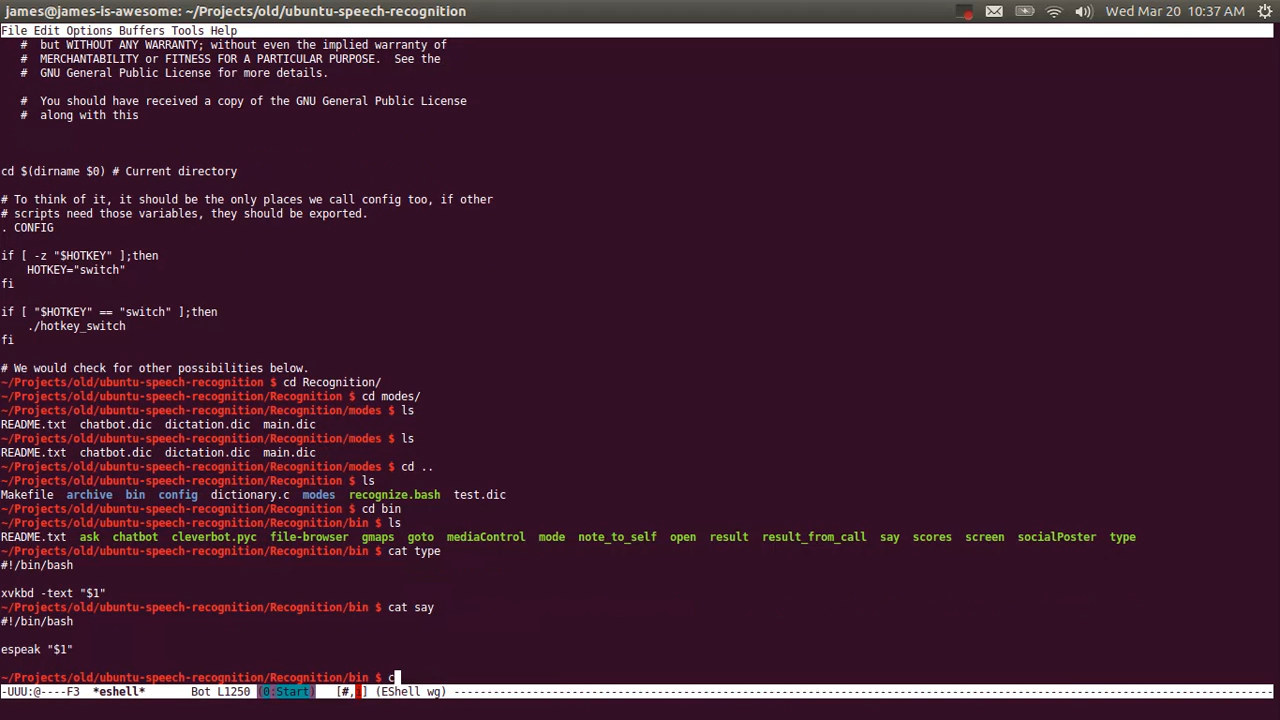 james@james-is-awesome: ~/Projects/old/ubuntu-speech-recognition
Wed Mar 20 10:37 AM
File Edit Options Buffers Tools Help
# but WITHOUT ANY WARRANTY; without even the implied warranty of
# MERCHANTABILITY or FITNESS FOR A PARTICULAR PURPOSE. See the
# GNU General Public License for more details.
# You should have received a copy of the GNU General Public License
# along with this
cd $(dirname $0) # Current directory
# To think of it, it should be the only places we call config too, if other
# scripts need those variables, they should be exported.
. CONFIG
if [ -z "$HOTKEY" ];then
HOTKEY="switch"
fi
if [ "$HOTKEY" == "switch" ];then
./hotkey_switch
fi
# We would check for other possibilities below.
~/Projects/old/ubuntu-speech-recognition $ cd Recognition/
~/Projects/old/ubuntu-speech-recognition/Recognition $ cd modes/
~/Projects/old/ubuntu-speech-recognition/Recognition/modes $ ls
README.txt chatbot.dic dictation.dic main.dic
~/Projects/old/ubuntu-speech-recognition/Recognition/modes $ ls
README.txt chatbot.dic dictation.dic main.dic
~/Projects/old/ubuntu-speech-recognition/Recognition/modes $ cd ..
~/Projects/old/ubuntu-speech-recognition/Recognition $ ls
Makefile archive bin config dictionary.c modes recognize.bash test.dic
~/Projects/old/ubuntu-speech-recognition/Recognition $ cd bin
~/Projects/old/ubuntu-speech-recognition/Recognition/bin $ ls
README.txt ask chatbot cleverbot.pyc file-browser gmaps goto mediaControl mode note_to_self open result result_from_call say scores screen socialPoster type
~/Projects/old/ubuntu-speech-recognition/Recognition/bin $ cat type
#!/bin/bash
xvkbd -text "$1"
~/Projects/old/ubuntu-speech-recognition/Recognition/bin $ cat say
#!/bin/bash
espeak "$1"
~/Projects/old/ubuntu-speech-recognition/Recognition/bin $ c
-UUU:@----F3 *eshell* Bot L1250 (0:Start) [#,i] (EShell wg) ----------------------------------------------------------------